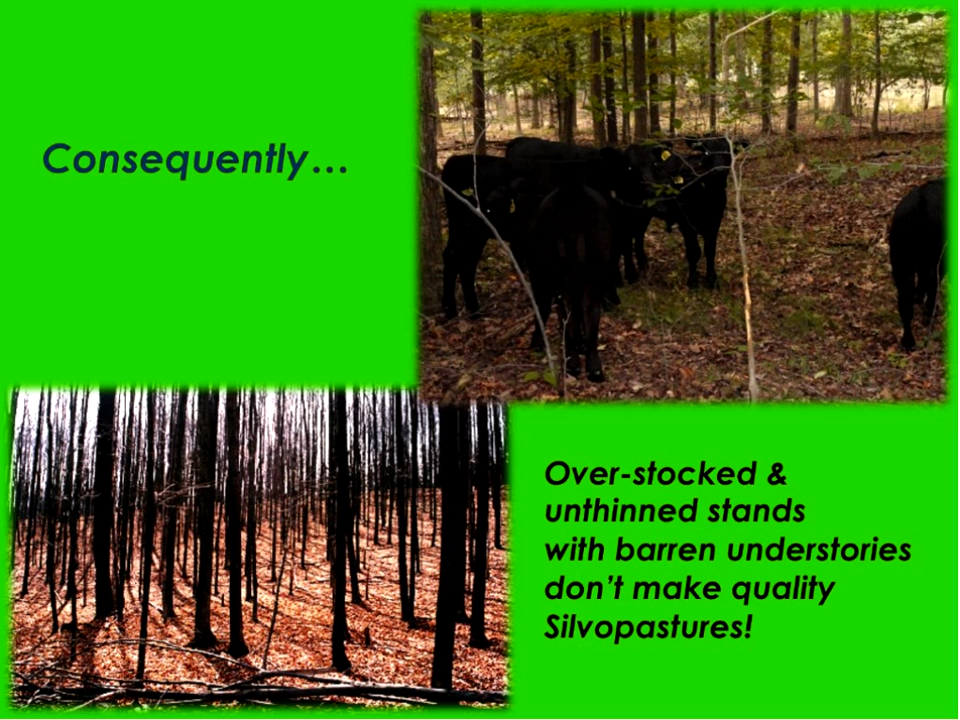 Consequently…
Over-stocked &
unthinned stands
with barren understories
don’t make quality
Silvopastures!